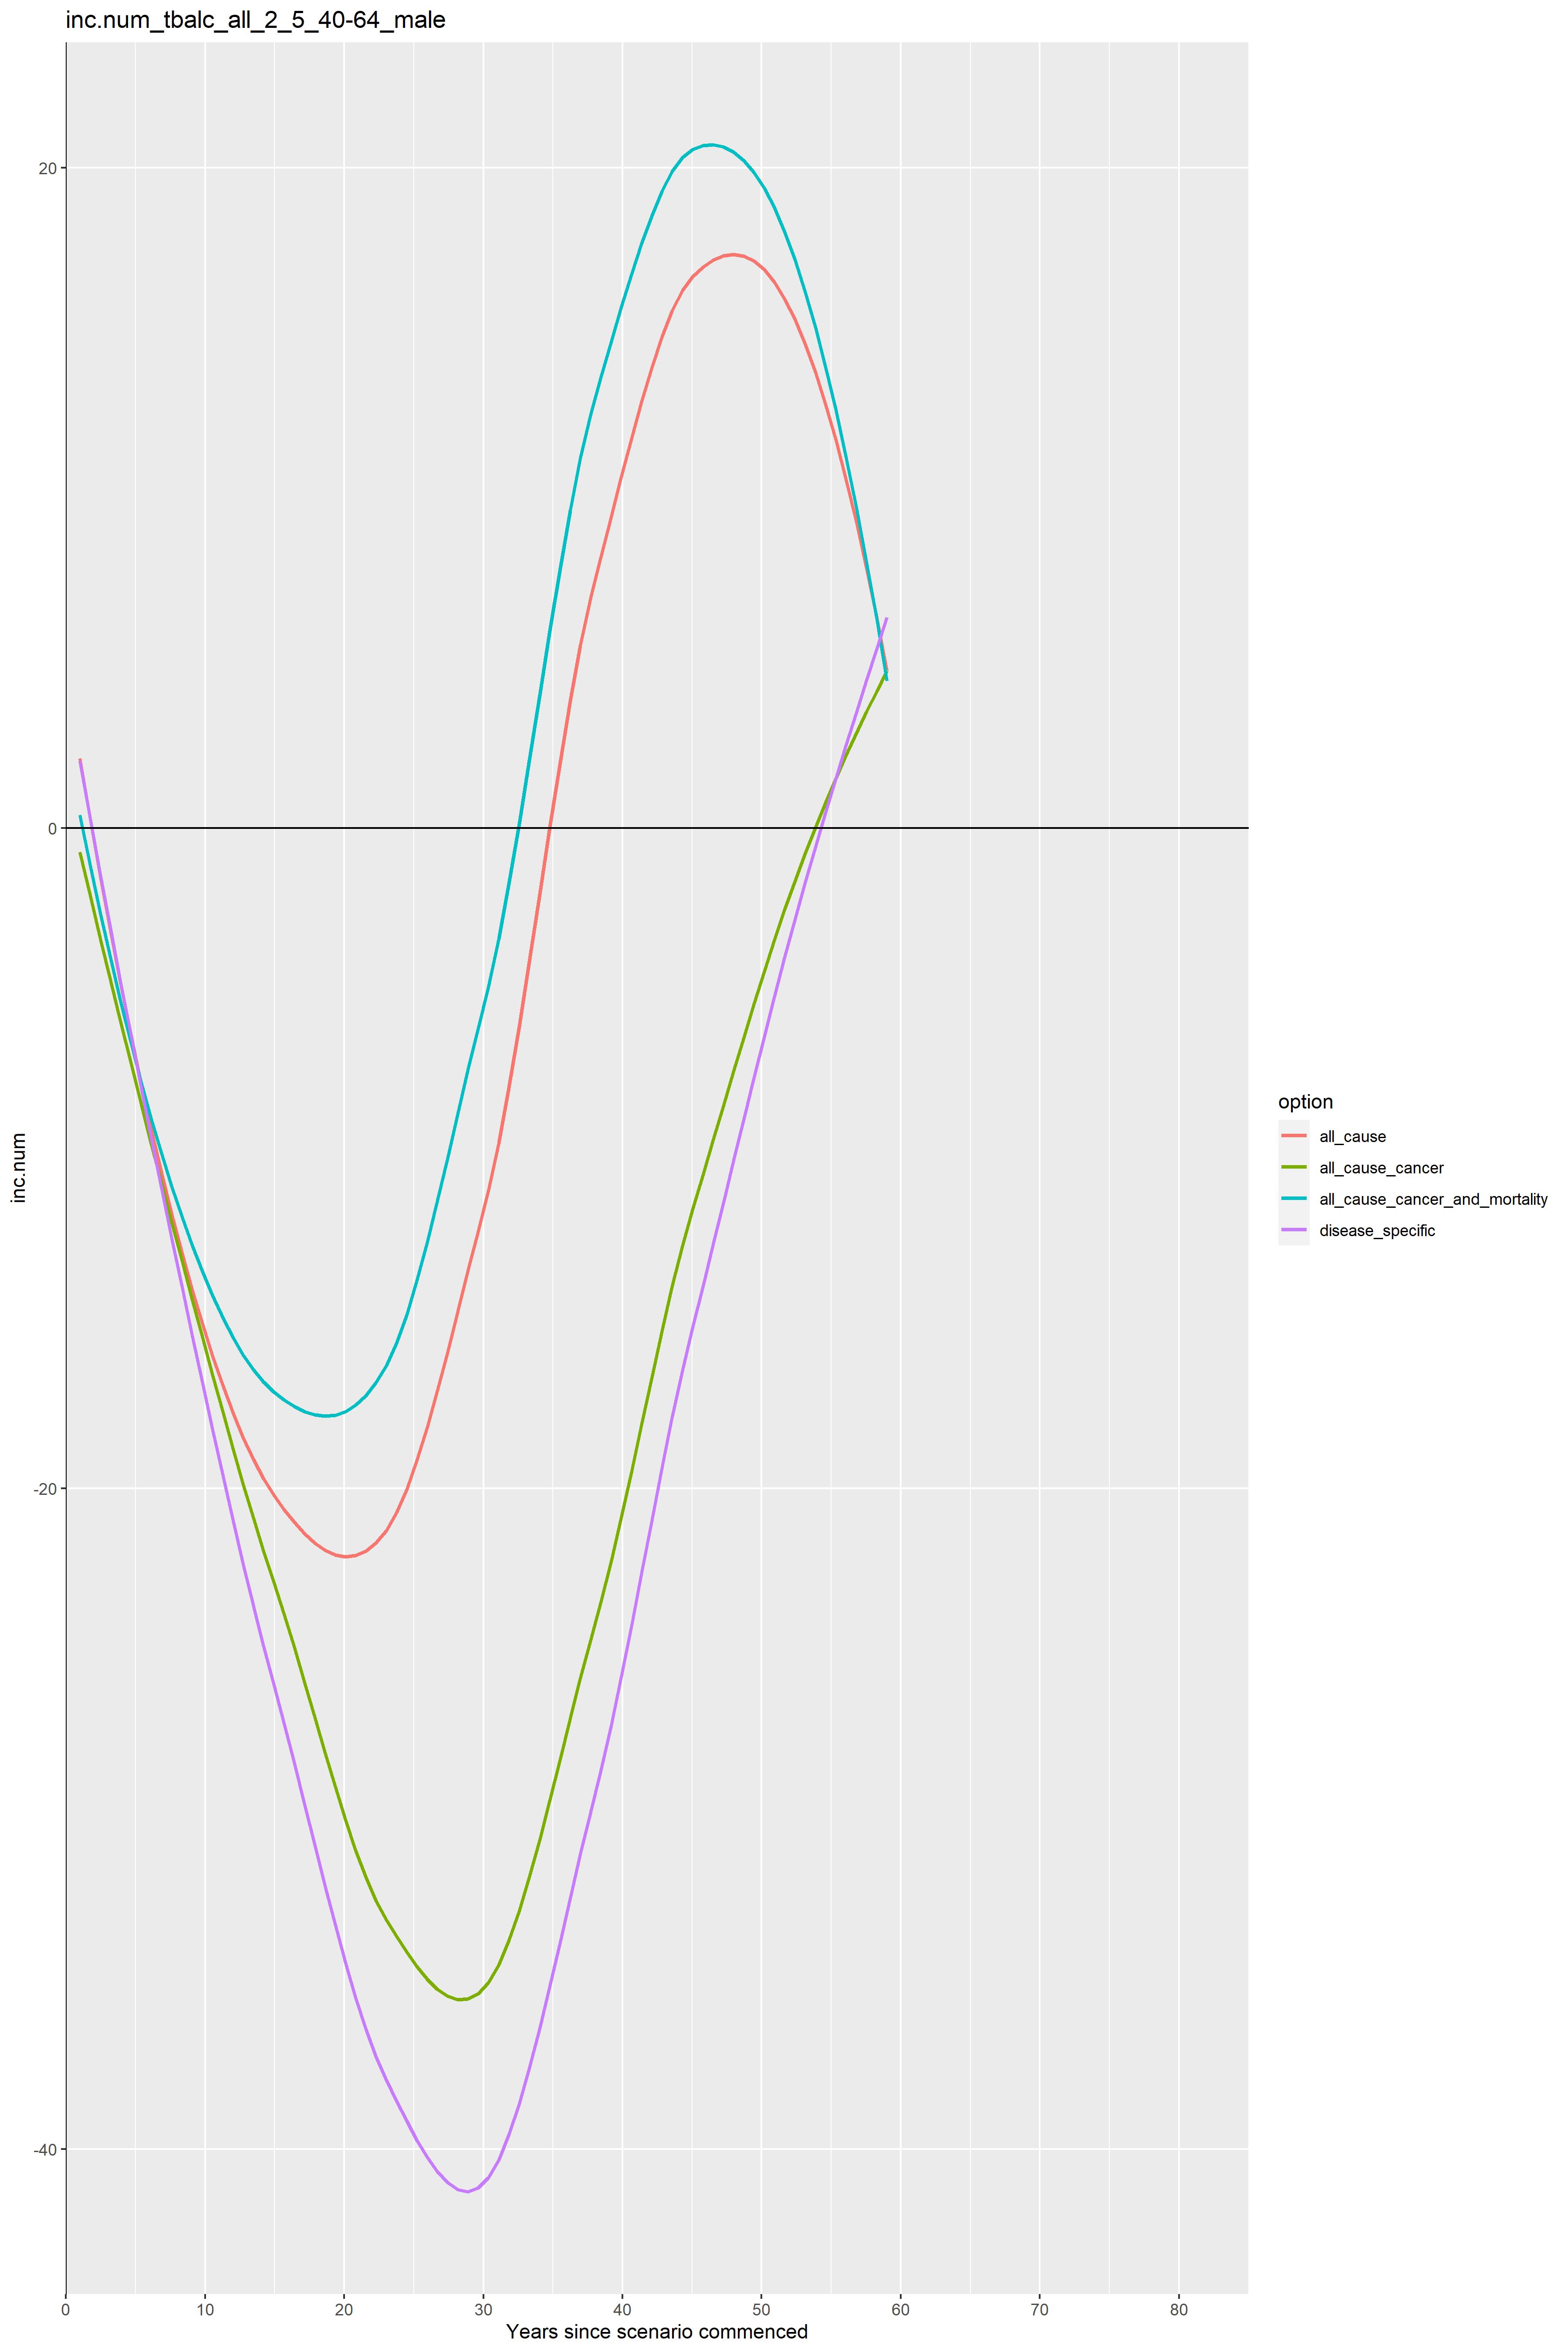 inc.num_tbalc_all_2_5_40-64_male
20
0
-20
-40
inc.num
0 10 20 30 40 50 60 70 80
Years since scenario commenced
option
all_cause
all_cause_cancer
all_cause_cancer_and_mortality
disease_specific